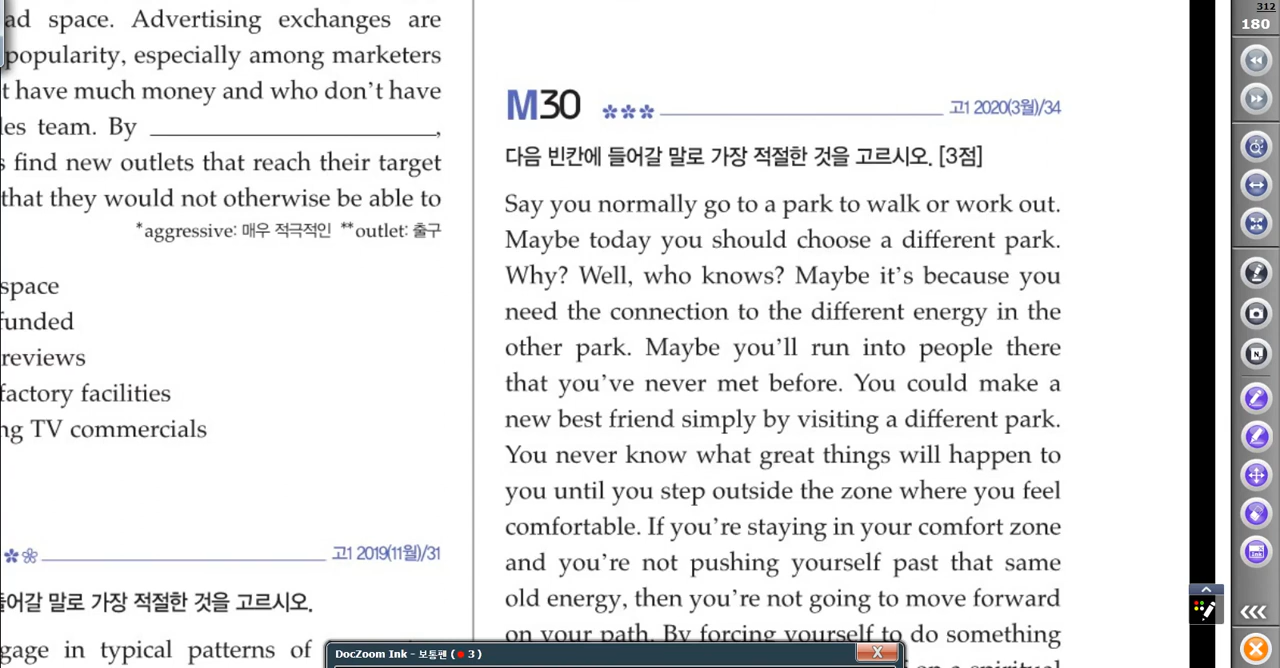 ad space. Advertising exchanges are
popularity, especially among marketers
t have much money and who don't have
les team. By ____________,
s find new outlets that reach their target
that they would not otherwise be able to
*aggressive: 매우 적극적인 **outlet: 출구
space
funded
reviews
factory facilities
ng TV commercials
고1 2019(11월)/31
들어갈 말로 가장 적절한 것을 고르시오.
gage in typical patterns of
M30 고1 2020(3월)/34
다음 빈칸에 들어갈 말로 가장 적절한 것을 고르시오. [3점]
Say you normally go to a park to walk or work out.
Maybe today you should choose a different park.
Why? Well, who knows? Maybe it's because you
need the connection to the different energy in the
other park. Maybe you'll run into people there
that you've never met before. You could make a
new best friend simply by visiting a different park.
You never know what great things will happen to
you until you step outside the zone where you feel
comfortable. If you're staying in your comfort zone
and you're not pushing yourself past that same
old energy, then you're not going to move forward
on your path. By forcing yourself to do something
on a spiritual
DocZoom Ink - 보통펜 ( 3 )
X
312
180
N
Ink